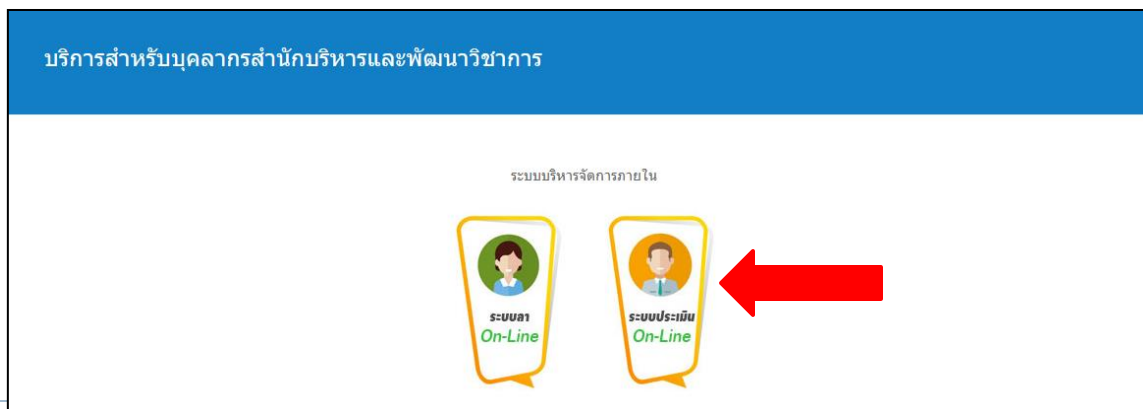 บริการสำหรับบุคลากรสำนักบริหารและพัฒนาวิชาการ
ระบบบริหารจัดการภายใน
ระบบลา
On-Line
ระบบประเมิน
On-Line